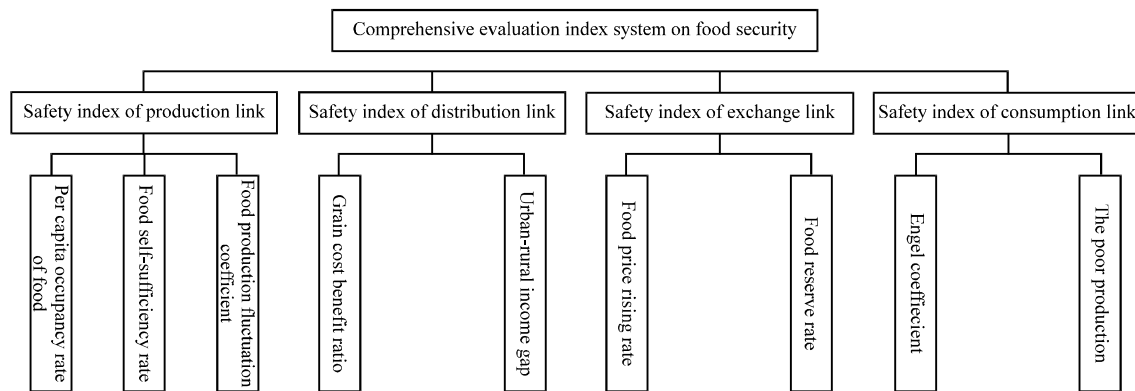 Comprehensive evaluation index system on food security
Safety index of production link
Safety index of distribution link
Safety index of exchange link
Safety index of consumption link
Per capita occupancy rate
of food
Food self-sufficiency rate
Food production fluctuation
coefficient
Grain cost benefit ratio
Urban-rural income gap
Food price rising rate
Food reserve rate
Engel coeffiecient
The poor production